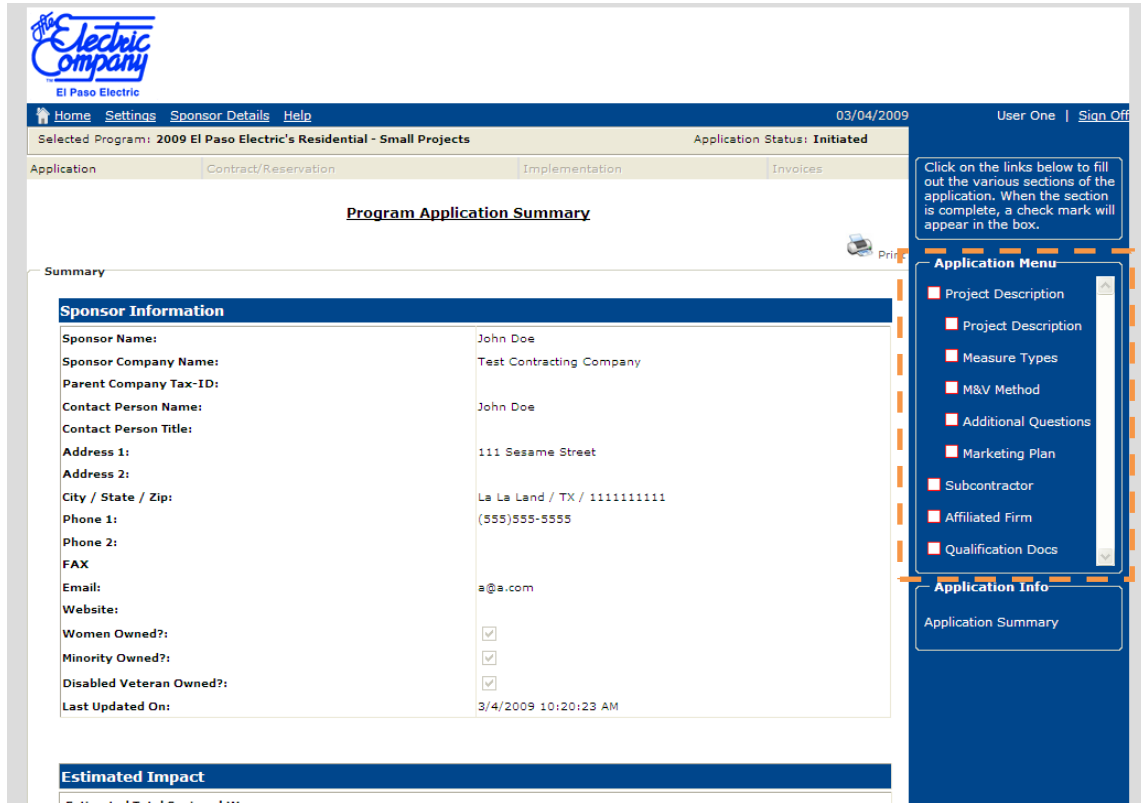 The
Electric
Company
TM
El Paso Electric
Home Settings Sponsor Details Help 03/04/2009 User One | Sign Off
Selected Program: 2009 El Paso Electric's Residential - Small Projects Application Status: Initiated
Application Contract/Reservation Implementation Invoices
Click on the links below to fill
out the various sections of the
application. When the section
is complete, a check mark will
appear in the box.
Program Application Summary
Print
Summary
Sponsor Information
Sponsor Name: John Doe
Sponsor Company Name: Test Contracting Company
Parent Company Tax-ID:
Contact Person Name: John Doe
Contact Person Title:
Address 1: 111 Sesame Street
Address 2:
City / State / Zip: La La Land / TX / 1111111111
Phone 1: (555)555-5555
Phone 2:
FAX
Email: a@a.com
Website:
Women Owned?:
Minority Owned?:
Disabled Veteran Owned?:
Last Updated On: 3/4/2009 10:20:23 AM
Estimated Impact
Application Menu
Project Description
Project Description
Measure Types
M&V Method
Additional Questions
Marketing Plan
Subcontractor
Affiliated Firm
Qualification Docs
Application Info
Application Summary